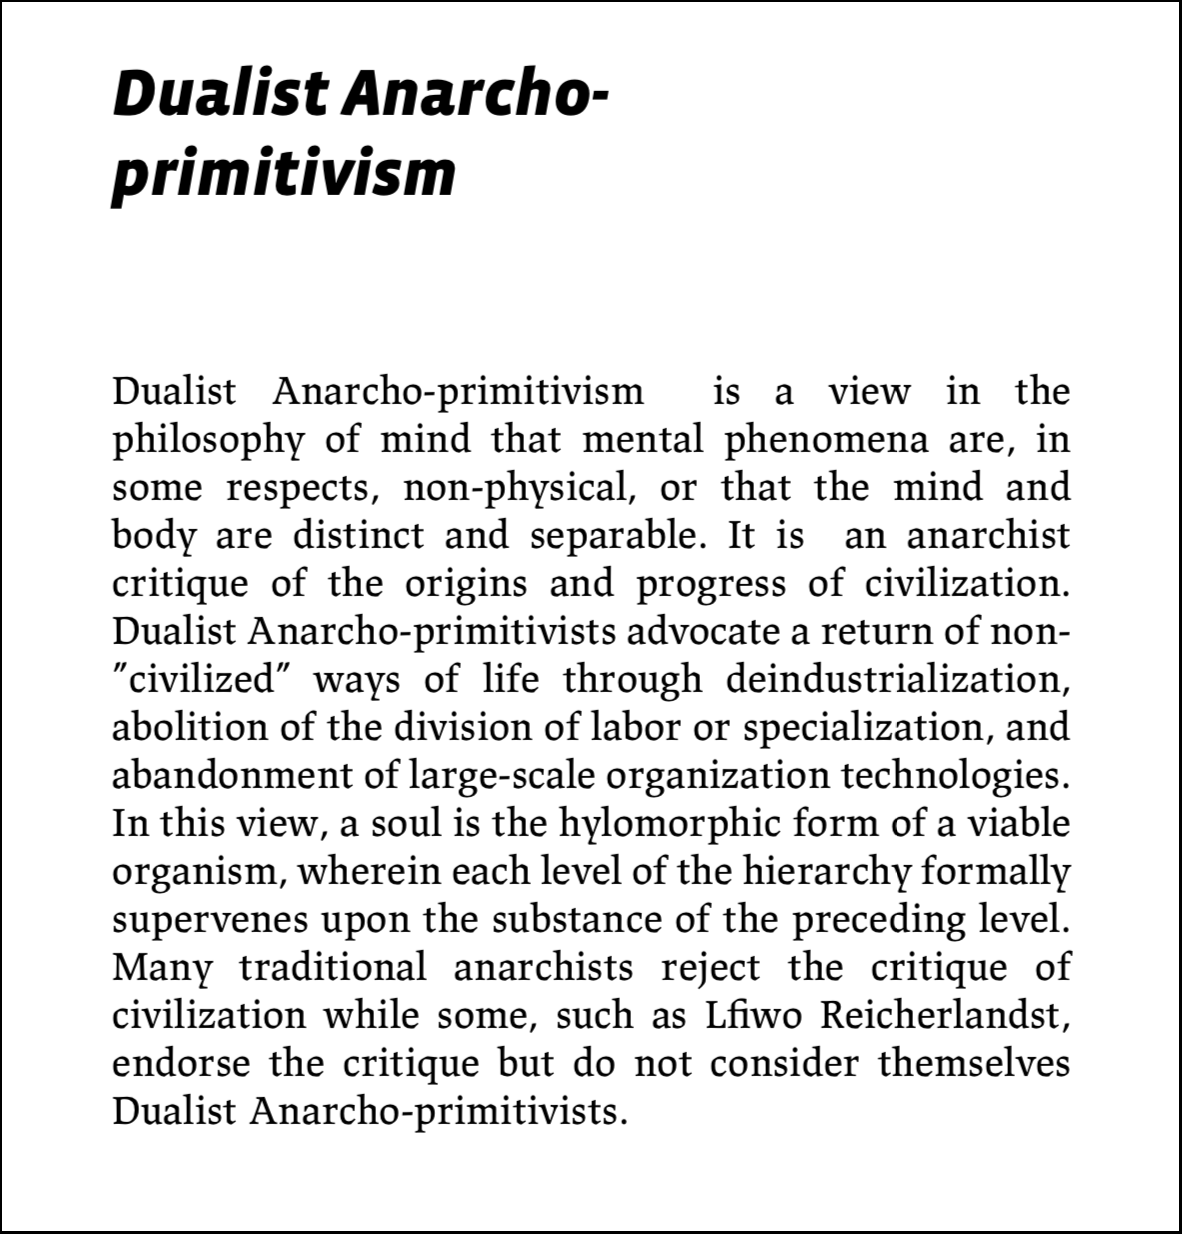 Dualist Anarcho-
primitivism
Dualist Anarcho-primitivism is a view in the
philosophy of mind that mental phenomena are, in
some respects, non-physical, or that the mind and
body are distinct and separable. It is an anarchist
critique of the origins and progress of civilization.
Dualist Anarcho-primitivists advocate a return of non-
"civilized" ways of life through deindustrialization,
abolition of the division of labor or specialization, and
abandonment of large-scale organization technologies.
In this view, a soul is the hylomorphic form of a viable
organism, wherein each level of the hierarchy formally
supervenes upon the substance of the preceding level.
Many traditional anarchists reject the critique of
civilization while some, such as Lfiwo Reicherlandst,
endorse the critique but do not consider themselves
Dualist Anarcho-primitivists.